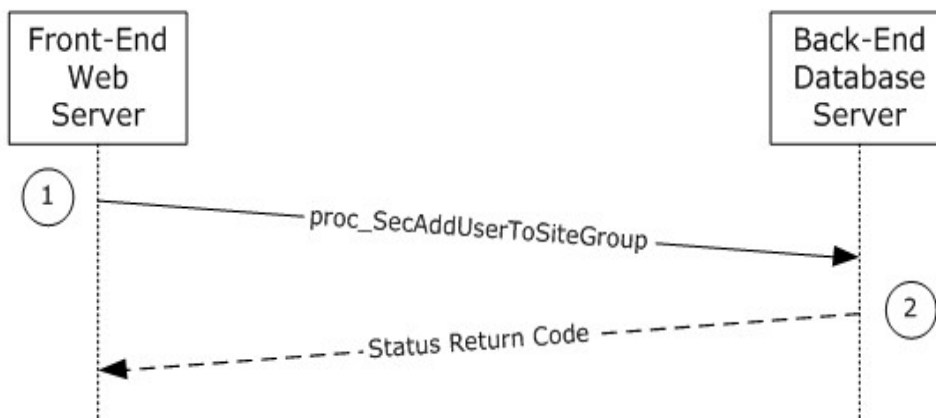 Front-End
Web
Server
Back-End
Database
Server
1
proc_SecAddUserToSiteGroup
2
Status Return Code